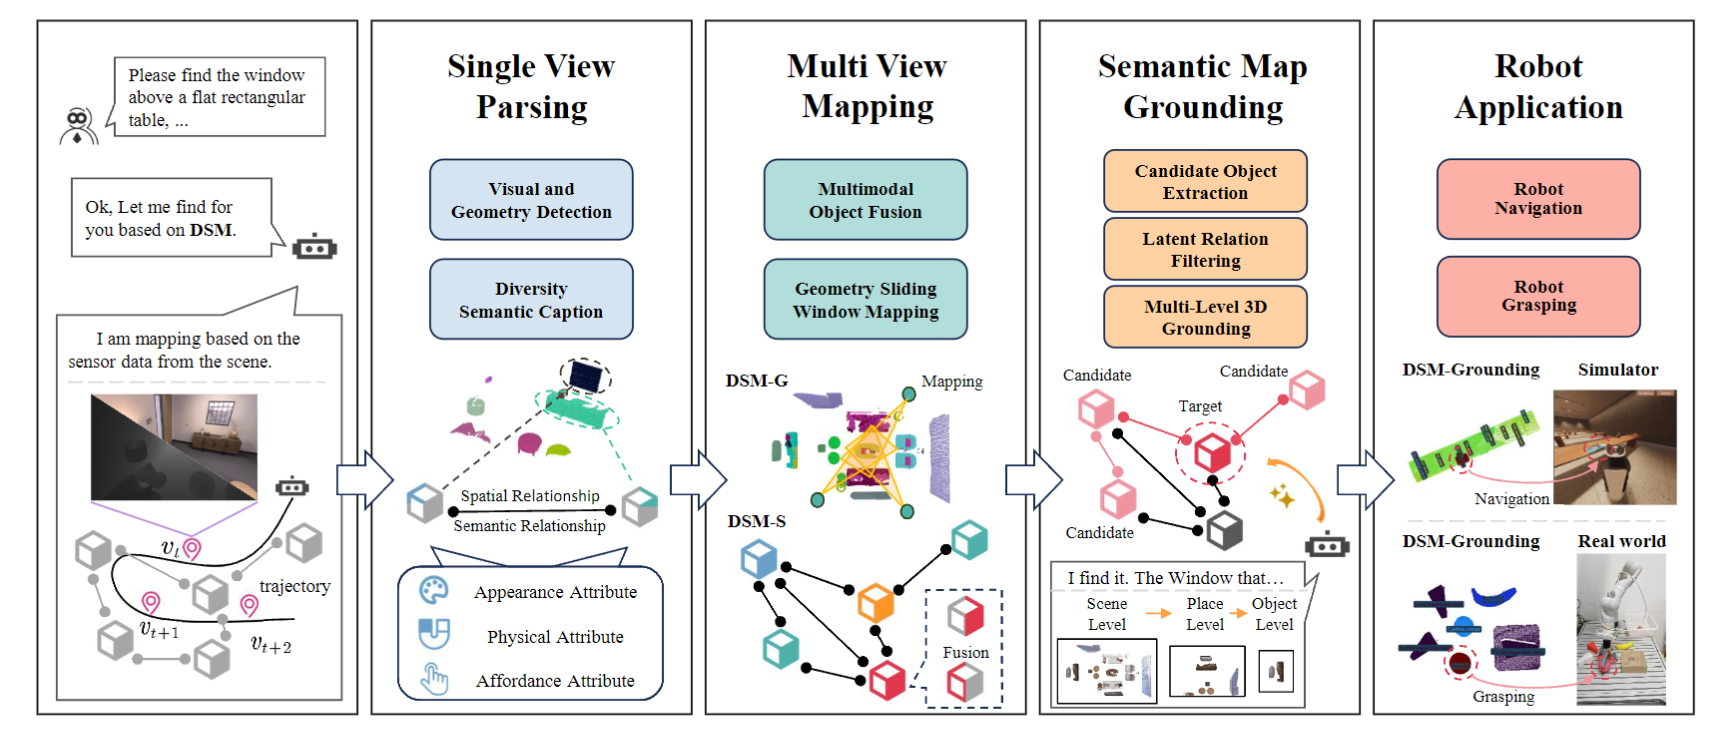 Please find the window
above a flat rectangular
table, ...
Ok, Let me find for
you based on DSM.
I am mapping based on the
sensor data from the scene.
v_t
trajectory
v_{t+1}
v_{t+2}
Single View
Parsing
Visual and
Geometry Detection
Diversity
Semantic Caption
Spatial Relationship
Semantic Relationship
Appearance Attribute
Physical Attribute
Affordance Attribute
Multi View
Mapping
Multimodal
Object Fusion
Geometry Sliding
Window Mapping
DSM-G
Mapping
DSM-S
Fusion
Semantic Map
Grounding
Candidate Object
Extraction
Latent Relation
Filtering
Multi-Level 3D
Grounding
Candidate
Candidate
Target
Candidate
I find it. The Window that…
Scene
Level
Place
Level
Object
Level
Robot
Application
Robot
Navigation
Robot
Grasping
DSM-Grounding
Simulator
Navigation
DSM-Grounding
Real world
Grasping